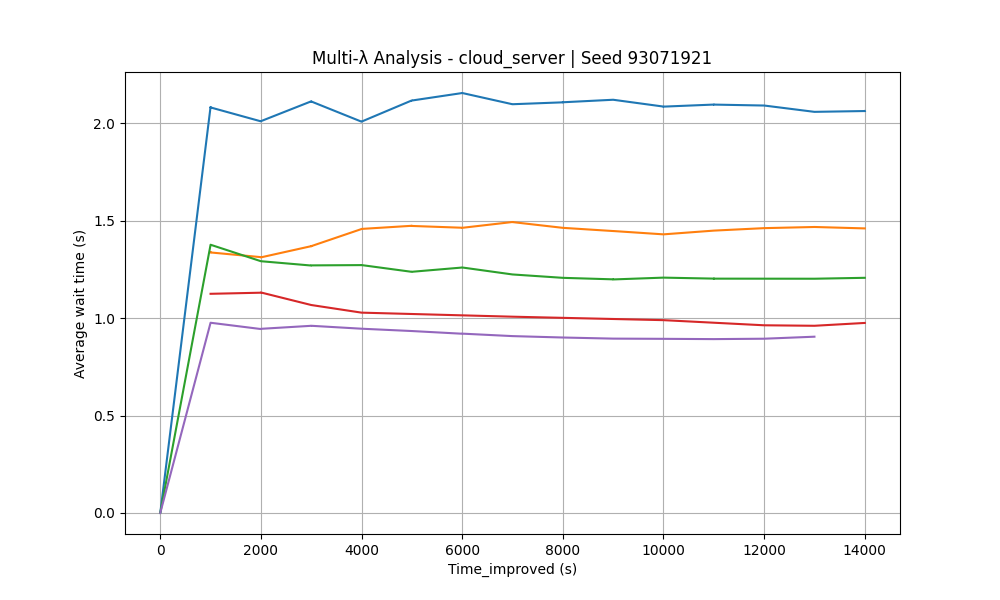 Multi-λ Analysis - cloud_server | Seed 93071921
Average wait time (s)
2.0
1.5
1.0
0.5
0.0
0 2000 4000 6000 8000 10000 12000 14000
Time_improved (s)